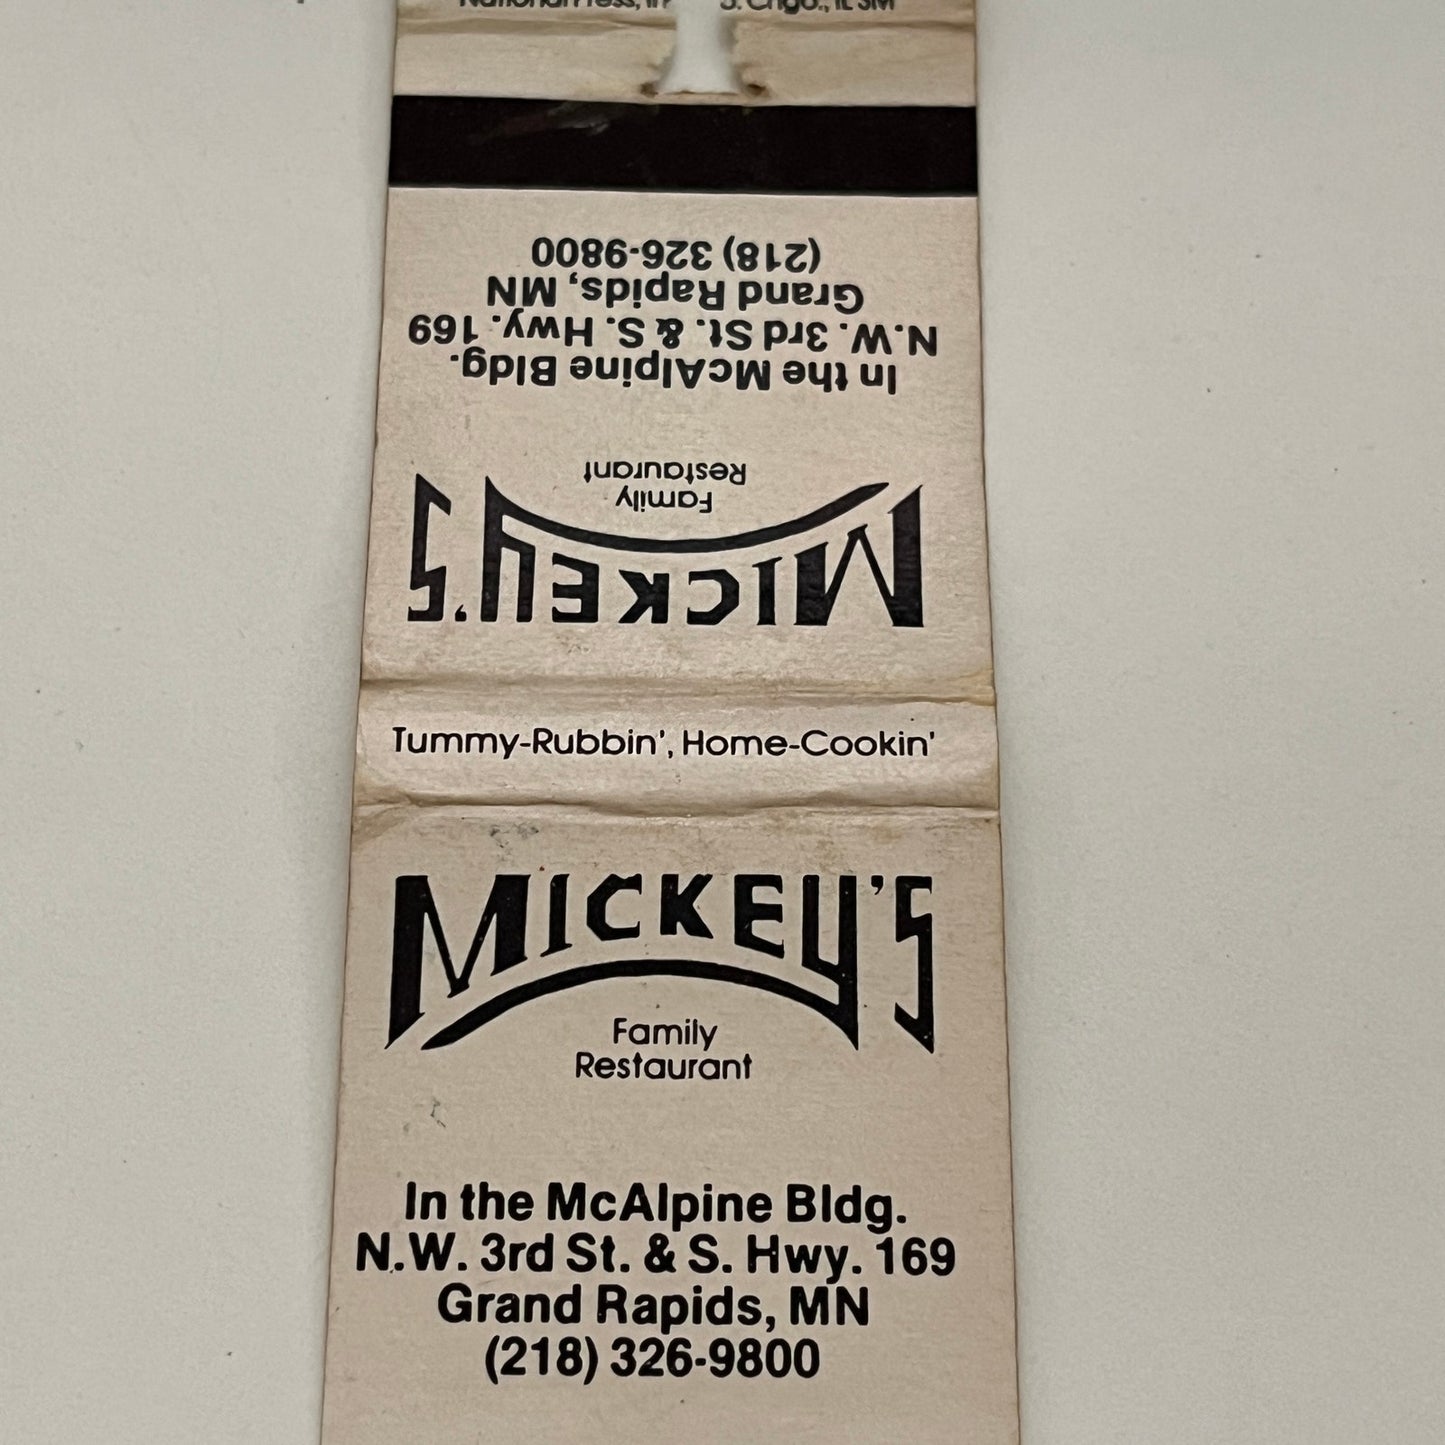 (218) 326-9800
Grand Rapids, MN
N.W. 3rd St. & S. Hwy. 169
In the McAlpine Bldg.
Restaurant
Family
MICKEY'S
Tummy-Rubbin', Home-Cookin'
MICKEY'S
Family
Restaurant
In the McAlpine Bldg.
N.W. 3rd St. & S. Hwy. 169
Grand Rapids, MN
(218) 326-9800